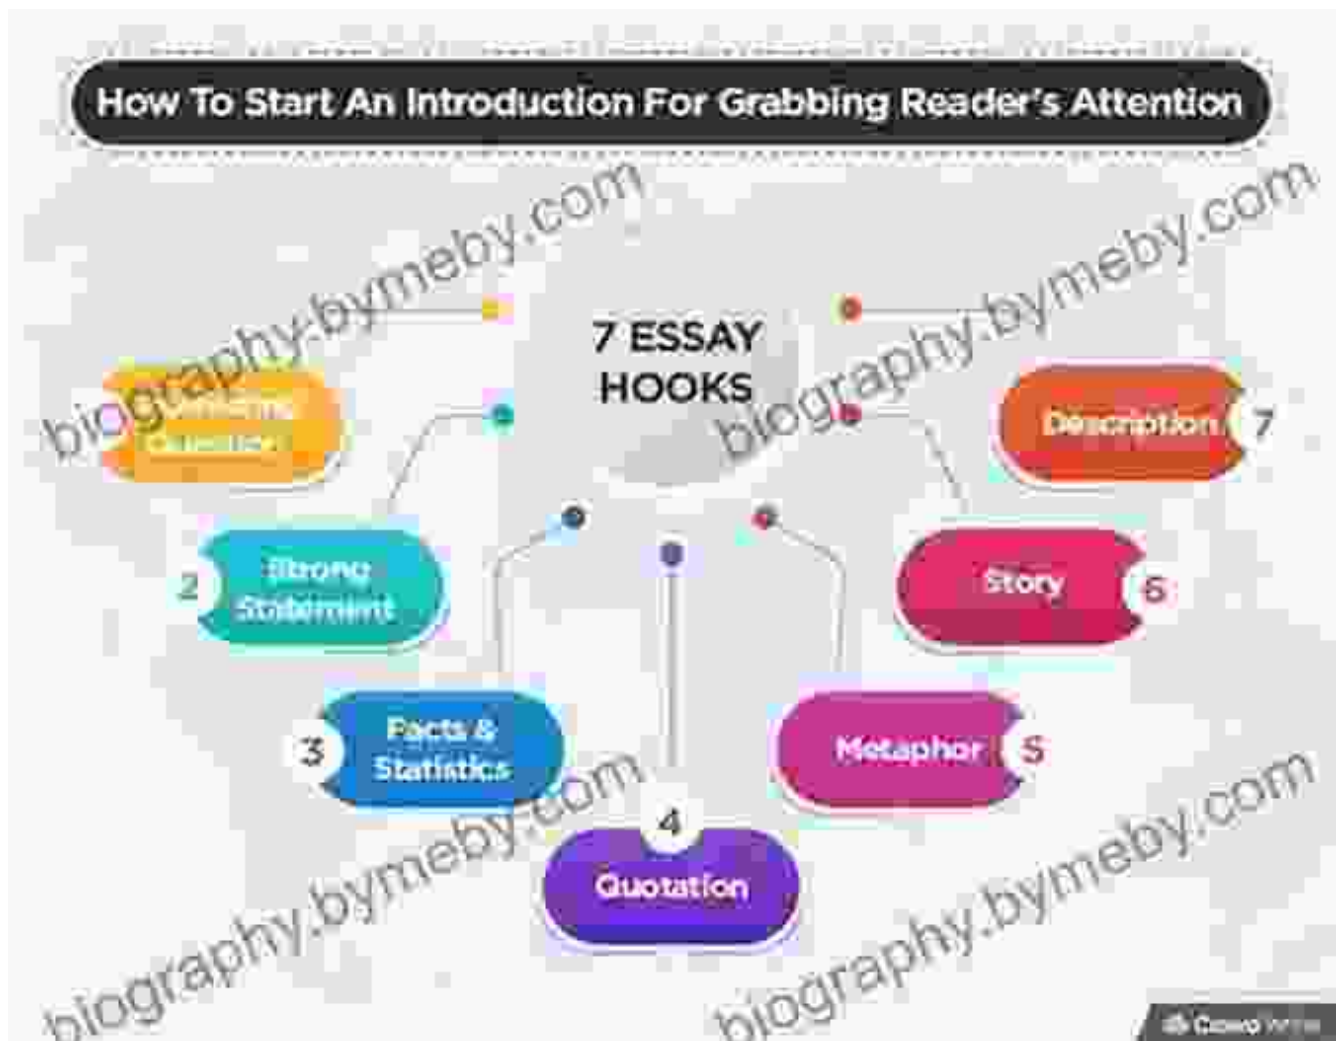 How To Start An Introduction For Grabbing Reader's Attention
7 ESSAY
HOOKS
Question
2
Strong
Statement
3
Facts &
Statistics
4
Quotation
Metaphor
5
Story
6
Description
7
biography.bymeby.com
biography.bymeby.com
biography.bymeby.com
biography.bymeby.com